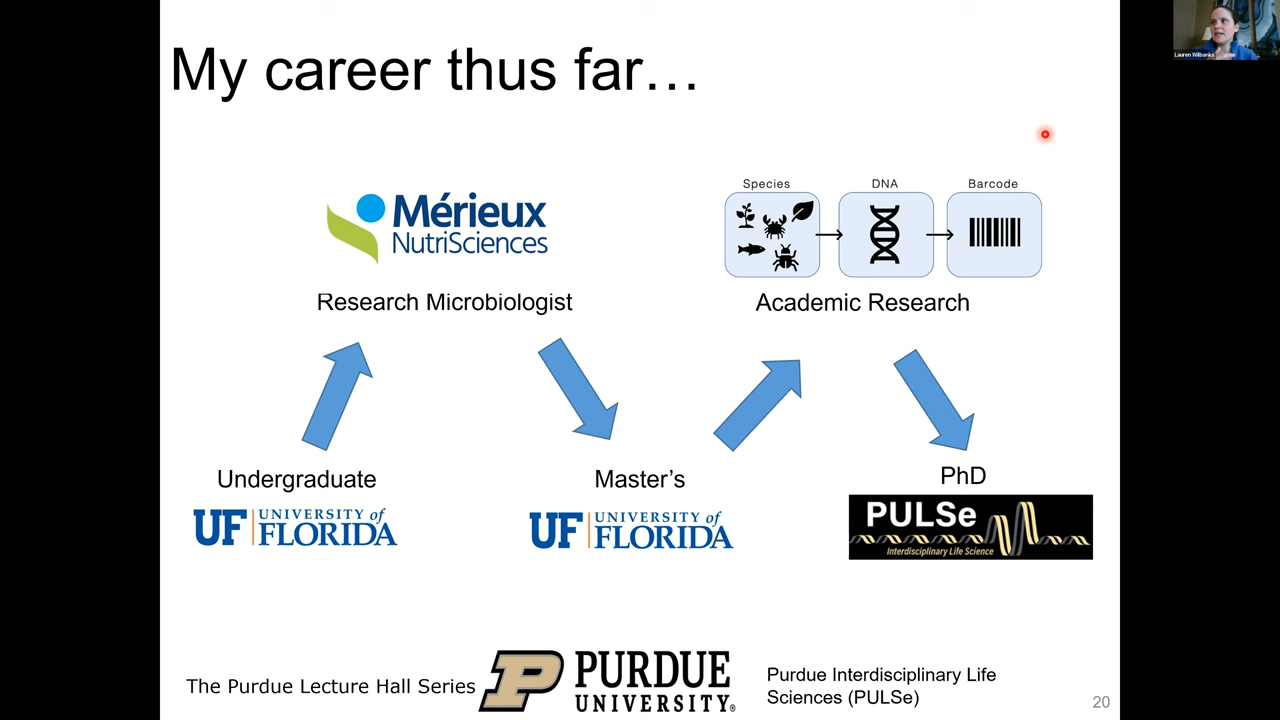 My career thus far…
Lauren Wilbanks
Mérieux
NutriSciences
Species
DNA
Barcode
Research Microbiologist
Academic Research
Undergraduate
UF UNIVERSITY of
FLORIDA
Master's
UF UNIVERSITY of
FLORIDA
PhD
PULSe
Interdisciplinary Life Science
The Purdue Lecture Hall Series
P PURDUE
UNIVERSITY®
Purdue Interdisciplinary Life
Sciences (PULSe)
20